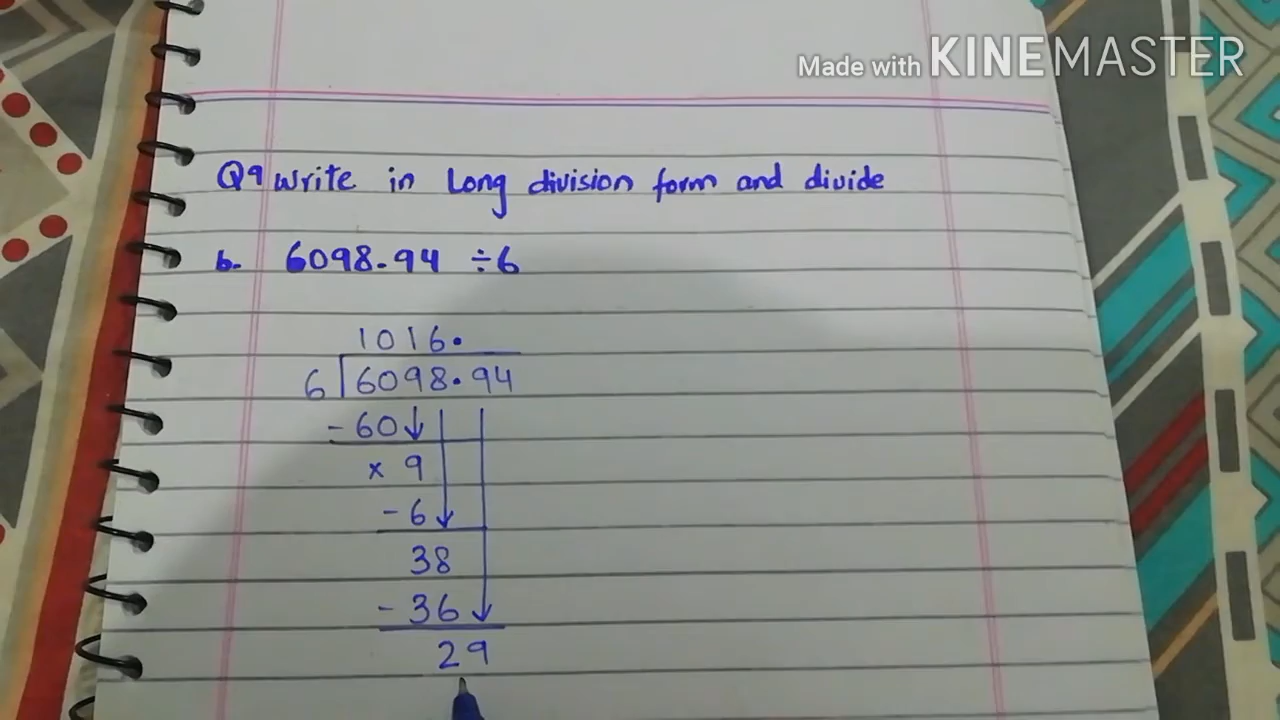 Made with KINEMASTER
Q9 Write in Long division form and divide
b. 6098.94 ÷6
1016.
6 6098.94
-60↓
× 9
-6↓
38
-36↓
29